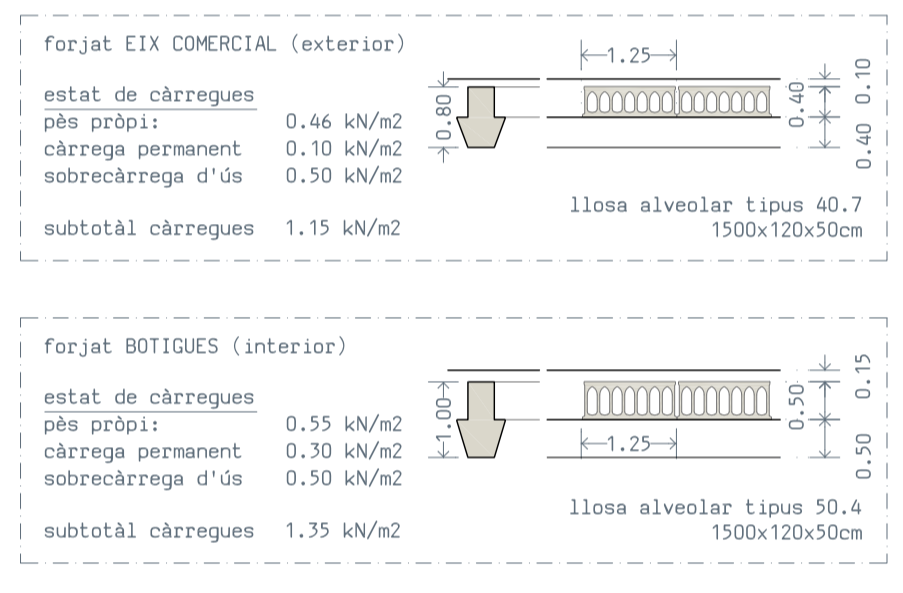 forjat EIX COMERCIAL (exterior)
estat de càrregues
pès pròpi: 0.46 kN/m2
càrrega permanent 0.10 kN/m2
sobrecàrrega d'ús 0.50 kN/m2
subtotàl càrregues 1.15 kN/m2
0.80
1.25
0.40
0.10
0.40
llosa alveolar tipus 40.7
1500x120x50cm
forjat BOTIGUES (interior)
estat de càrregues
pès pròpi: 0.55 kN/m2
càrrega permanent 0.30 kN/m2
sobrecàrrega d'ús 0.50 kN/m2
subtotàl càrregues 1.35 kN/m2
1.00
1.25
0.50
0.15
0.50
llosa alveolar tipus 50.4
1500x120x50cm